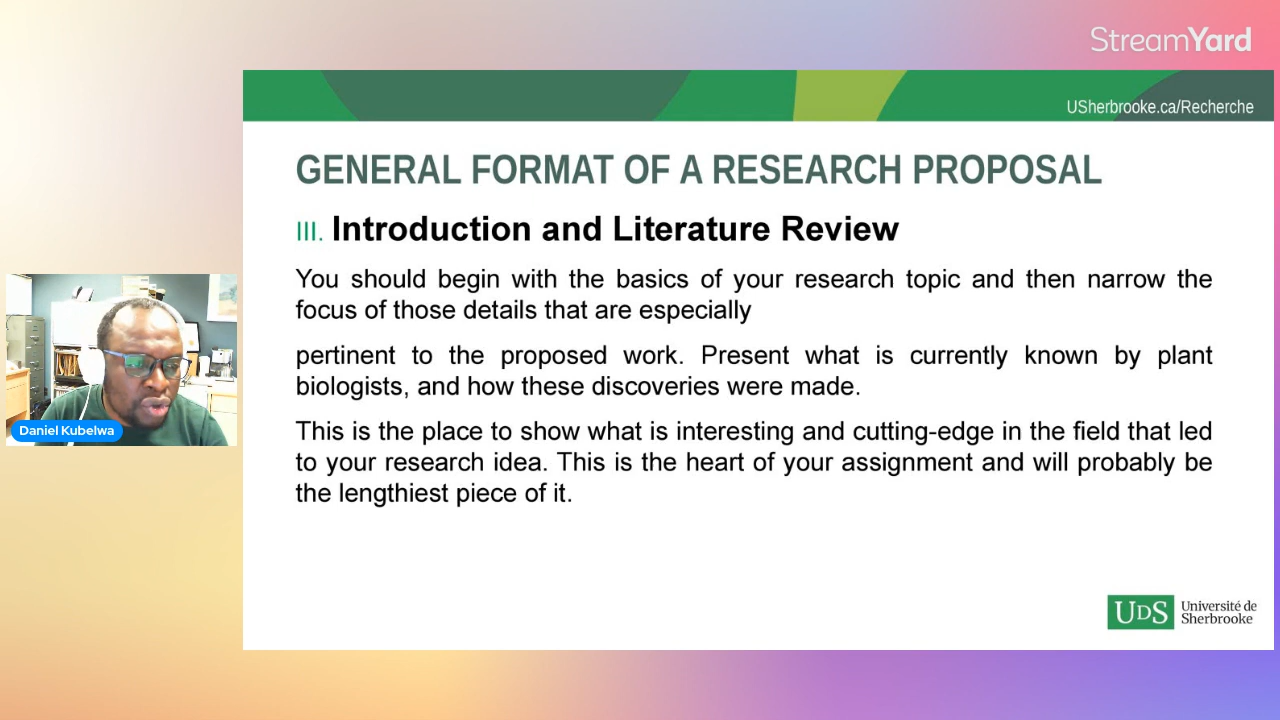 StreamYard
USherbrooke.ca/Recherche
GENERAL FORMAT OF A RESEARCH PROPOSAL
III. Introduction and Literature Review
You should begin with the basics of your research topic and then narrow the
focus of those details that are especially
pertinent to the proposed work. Present what is currently known by plant
biologists, and how these discoveries were made.
This is the place to show what is interesting and cutting-edge in the field that led
to your research idea. This is the heart of your assignment and will probably be
the lengthiest piece of it.
Daniel Kubelwa
UDS Université de
Sherbrooke